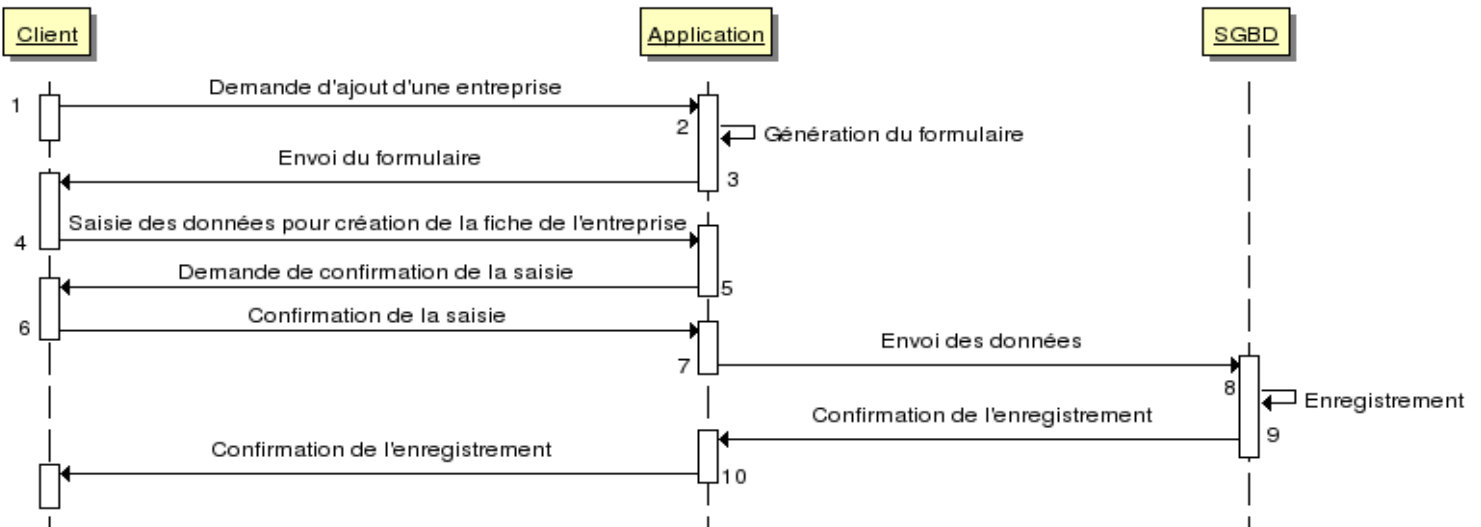 Client
Application
SGBD
Demande d'ajout d'une entreprise
1
2
Génération du formulaire
Envoi du formulaire
3
Saisie des données pour création de la fiche de l'entreprise
4
Demande de confirmation de la saisie
5
Confirmation de la saisie
6
Envoi des données
7
8
Enregistrement
Confirmation de l'enregistrement
9
Confirmation de l'enregistrement
10